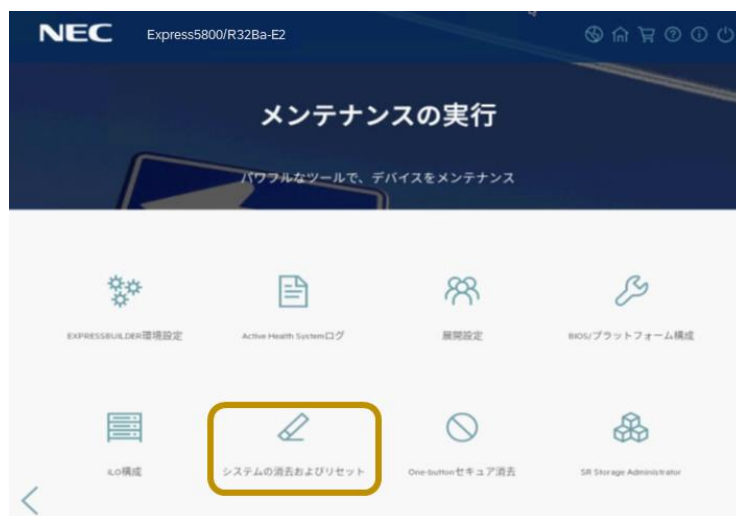 NEC
Express5800/R32Ba-E2
メンテナンスの実行
パワフルなツールで、デバイスをメンテナンス
EXPRESSBUILDER環境設定
Active Health Systemログ
展開設定
BIOS/プラットフォーム構成
iLO構成
システムの消去およびリセット
One-buttonセキュア消去
SR Storage Administrator